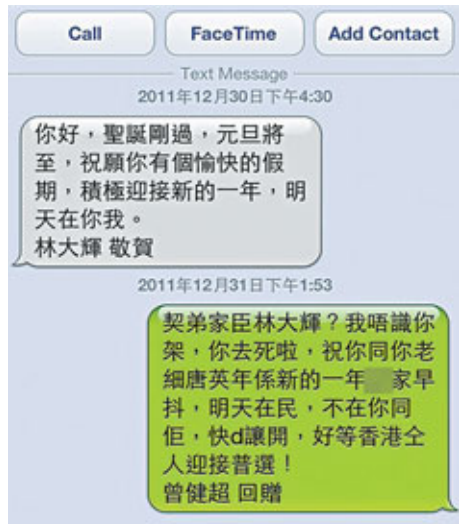 Call FaceTime Add Contact
Text Message
2011年12月30日下午4:30
你好，聖誕剛過，元旦將
至，祝願你有個愉快的假
期，積極迎接新的一年，明
天在你我。
林大輝 敬賀
2011年12月31日下午1:53
契弟家臣林大輝？我唔識你
架，你去死啦，祝你同你老
細唐英年係新的一年 家早
抖，明天在民，不在你同
佢，快d讓開，好等香港仝
人迎接普選！
曾健超 回贈